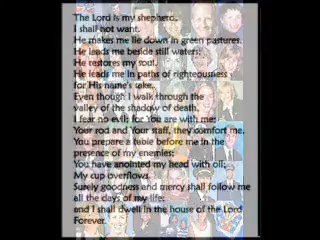 The Lord is my shepherd..
I shall not want.
He makes me lie down in green pastures.
He leads me beside still waters;
He restores my soul.
He leads me in paths of righteousness
for His name's sake.
Even though I walk through the
valley of the shadow of death,
I fear no evil; for You are with me;
Your rod and Your staff, they comfort me.
You prepare a table before me in the
presence of my enemies;
You have anointed my head with oil;
My cup overflows.
Surely goodness and mercy shall follow me
all the days of my life;
and I shall dwell in the house of the Lord
Forever.